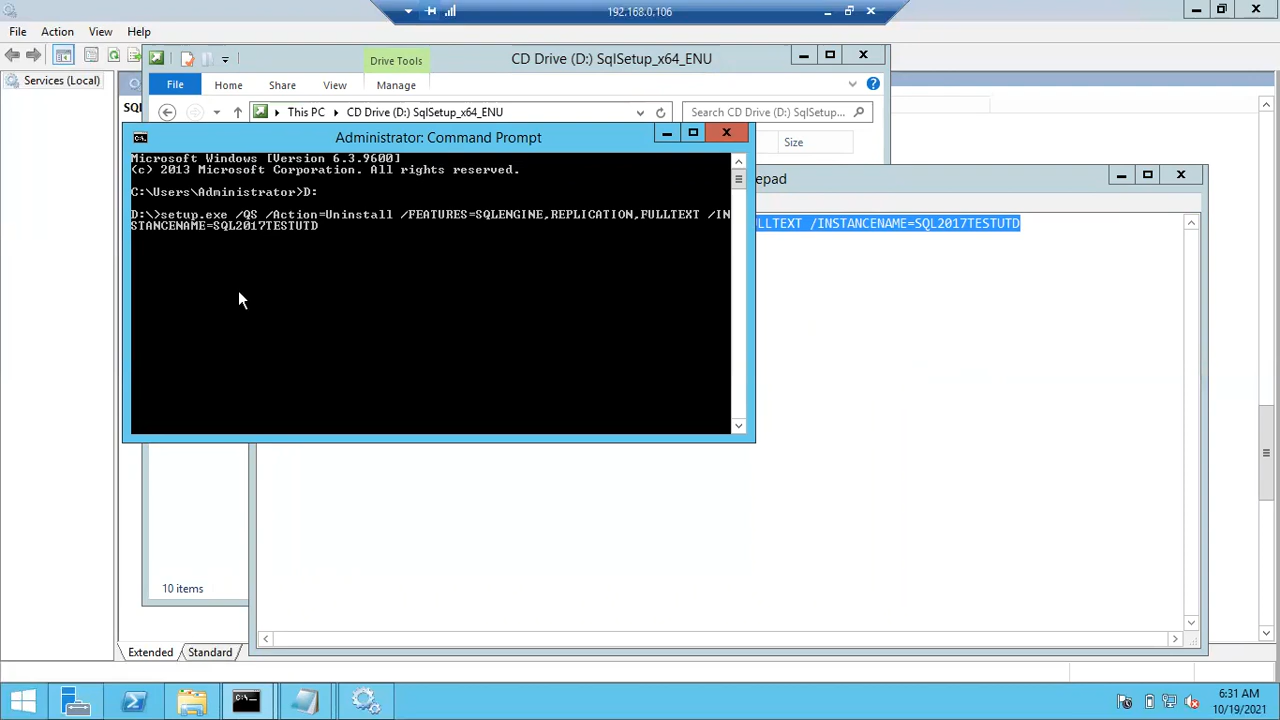 192.168.0.106
File Action View Help
Drive Tools
CD Drive (D:) SqlSetup_x64_ENU
Services (Local)
File Home Share View Manage
SQ
This PC CD Drive (D:) SqlSetup_x64_ENU
Search CD Drive (D:) SqlSetup...
Administrator: Command Prompt
Size
Microsoft Windows [Version 6.3.9600]
(c) 2013 Microsoft Corporation. All rights reserved.
C:\Users\Administrator>D:
D:\>setup.exe /QS /Action=Uninstall /FEATURES=SQLENGINE,REPLICATION,FULLTEXT /IN
STANCENAME=SQL2017TESTUTD
epad
LLTEXT /INSTANCENAME=SQL2017TESTUTD
10 items
Extended Standard
6:31 AM
10/19/2021